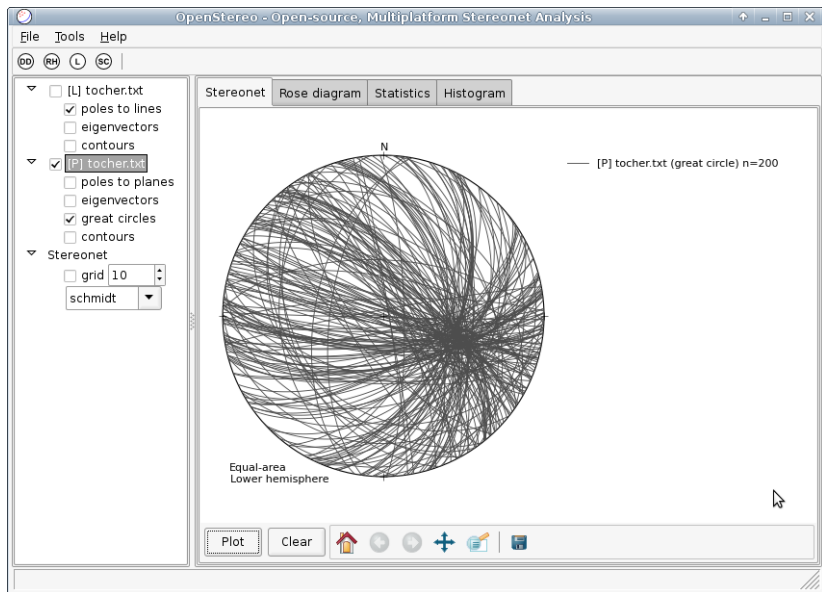 OpenStereo - Open-source, Multiplatform Stereonet Analysis
File Tools Help
DD RH L SC
[L] tocher.txt
poles to lines
eigenvectors
contours
[P] tocher.txt
poles to planes
eigenvectors
great circles
contours
Stereonet
grid 10
schmidt
Stereonet Rose diagram Statistics Histogram
N
[P] tocher.txt (great circle) n=200
Equal-area
Lower hemisphere
Plot Clear